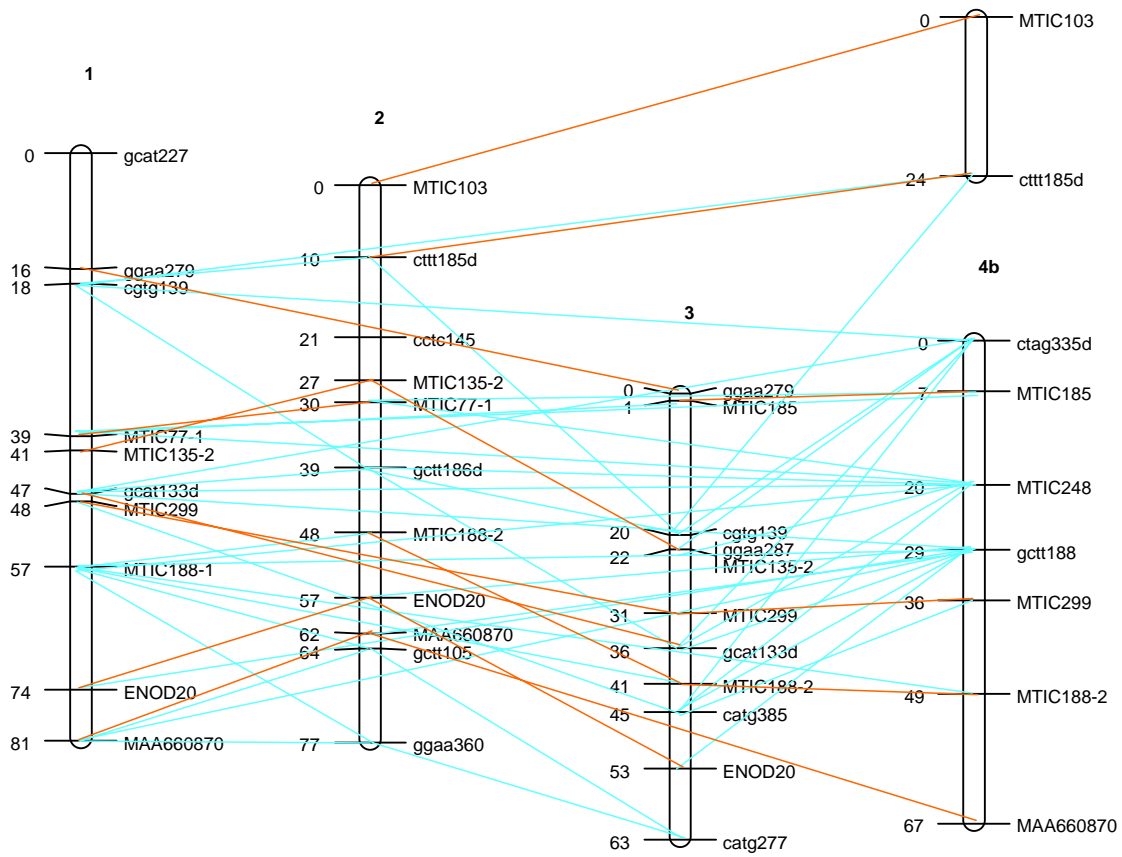 1
0 gcat227
16 ggaa279
18 cgtg139
39 MTIC77-1
41 MTIC135-2
47 gcat133d
48 MTIC299
57 MTIC188-1
74 ENOD20
81 MAA660870
2
0 MTIC103
10 cttt185d
21 cctc145
27 MTIC135-2
30 MTIC77-1
39 gctt186d
48 MTIC188-2
57 ENOD20
62 MAA660870
64 gctt105
77 ggaa360
3
0 ggaa279
1 MTIC185
20 cgtg139
22 ggaa287
MTIC135-2
31 MTIC299
36 gcat133d
41 MTIC188-2
45 catg385
53 ENOD20
63 catg277
0 MTIC103
24 cttt185d
4b
0 ctag335d
7 MTIC185
20 MTIC248
29 gctt188
36 MTIC299
49 MTIC188-2
67 MAA660870